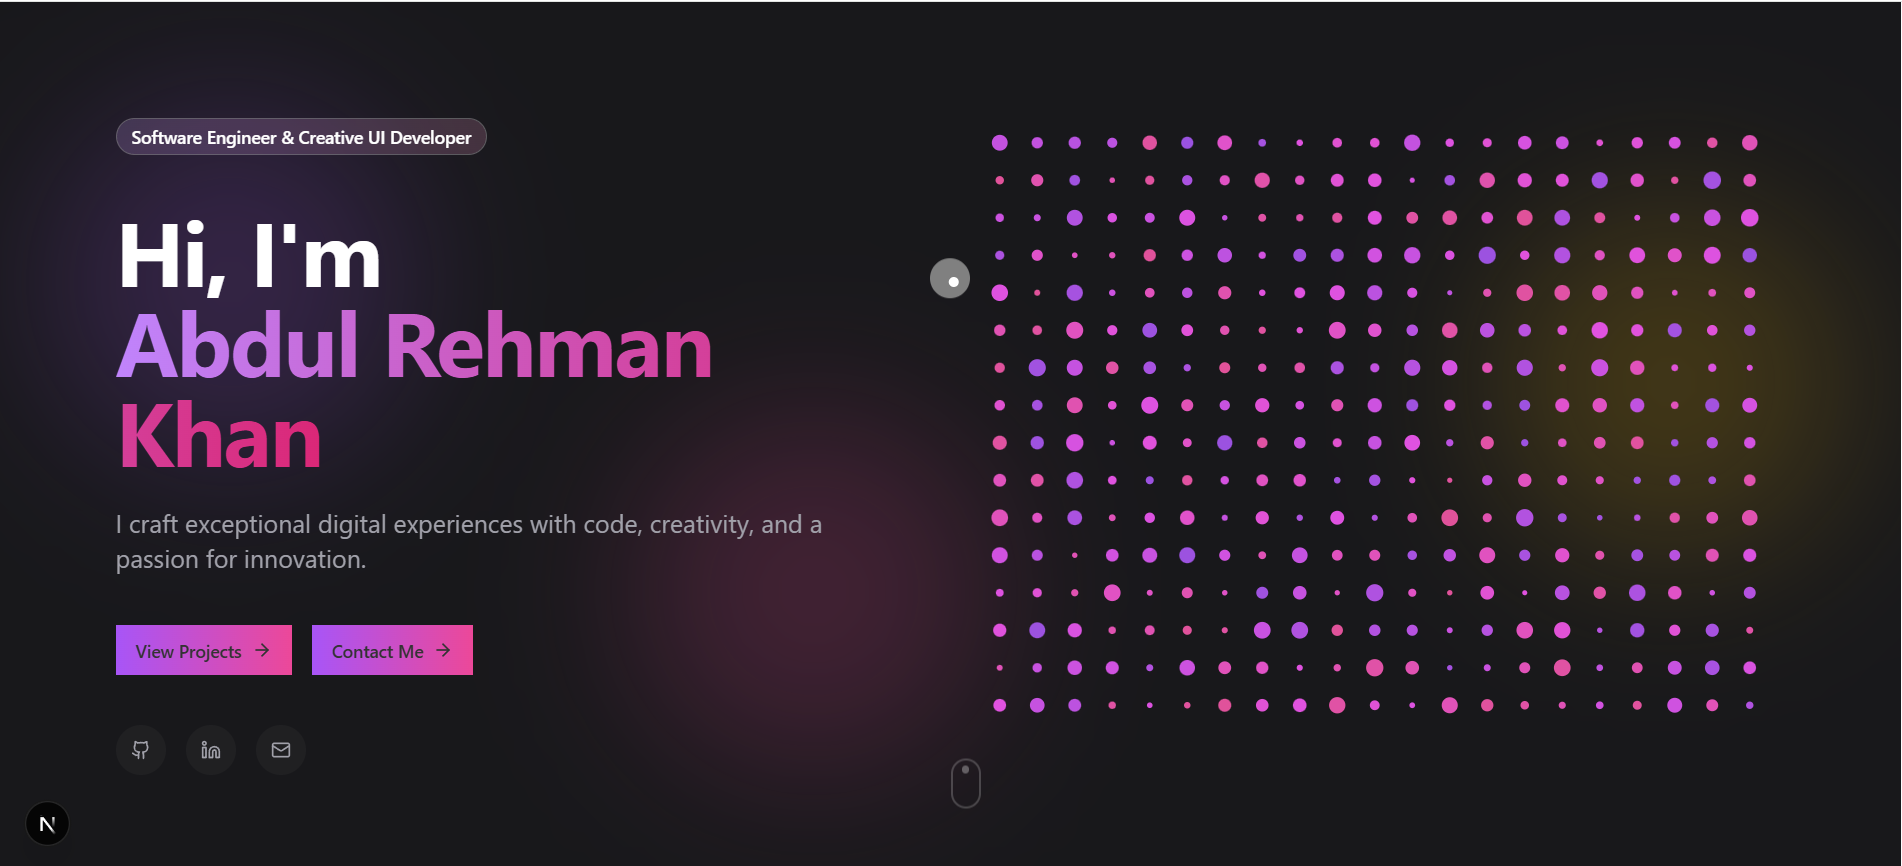 Software Engineer & Creative UI Developer
Hi, I'm
Abdul Rehman
Khan
I craft exceptional digital experiences with code, creativity, and a
passion for innovation.
View Projects
Contact Me
in
N